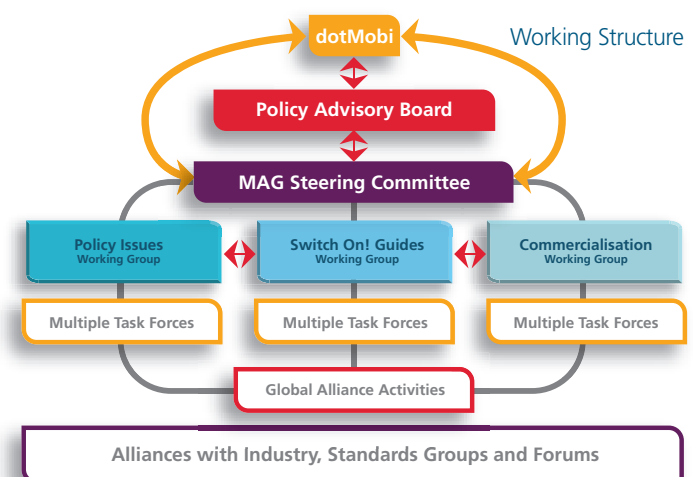 dotMobi
Working Structure
Policy Advisory Board
MAG Steering Committee
Policy Issues
Working Group
Switch On! Guides
Working Group
Commercialisation
Working Group
Multiple Task Forces
Multiple Task Forces
Multiple Task Forces
Global Alliance Activities
Alliances with Industry, Standards Groups and Forums